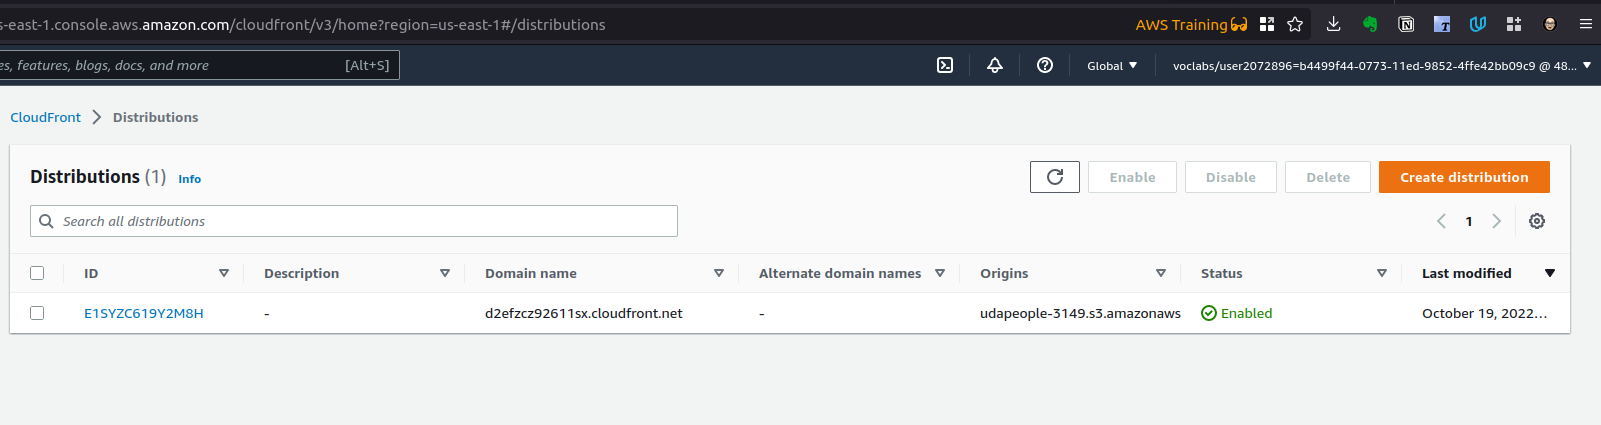 s-east-1.console.aws.amazon.com/cloudfront/v3/home?region=us-east-1#/distributions AWS Training
es, features, blogs, docs, and more [Alt+S] Global voclabs/user2072896=b4499f44-0773-11ed-9852-4ffe42bb09c9 @ 48...
CloudFront Distributions
Distributions (1) Info Enable Disable Delete Create distribution
Search all distributions 1
ID Description Domain name Alternate domain names Origins Status Last modified
E1SYZC619Y2M8H - d2efzcz92611sx.cloudfront.net - udapeople-3149.s3.amazonaws Enabled October 19, 2022...